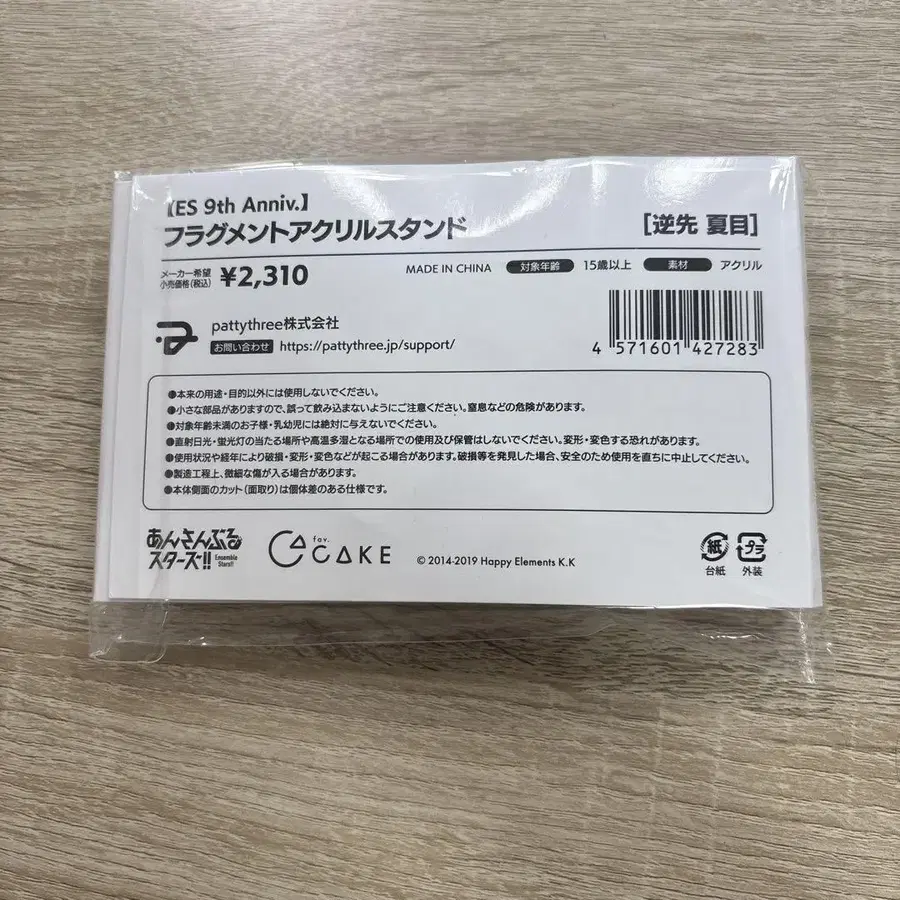 【ES 9th Anniv.】
フラグメントアクリルスタンド
[逆先 夏目]
メーカー希望
小売価格(税込)
¥2,310
MADE IN CHINA
対象年齢
15歳以上
素材
アクリル
pattythree株式会社
お問い合わせ https://pattythree.jp/support/
4 571601 427283
●本来の用途・目的以外には使用しないでください。
●小さな部品がありますので、誤って飲み込まないようにご注意ください。窒息などの危険があります。
●対象年齢未満のお子様・乳幼児には絶対に与えないでください。
●直射日光・蛍光灯の当たる場所や高温多湿となる場所での使用及び保管はしないでください。変形・変色する恐れがあります。
●使用状況や経年により破損・変形・変色などが起こる場合があります。破損等を発見した場合、安全のため使用を直ちに中止してください。
●製造工程上、微細な傷が入る場合があります。
●本体側面のカット(面取り)は個体差のある仕様です。
あんさんぶる
スターズ!!
Ensemble
Stars!!
fav.
CAKE
© 2014-2019 Happy Elements K.K
紙
台紙
プラ
外装